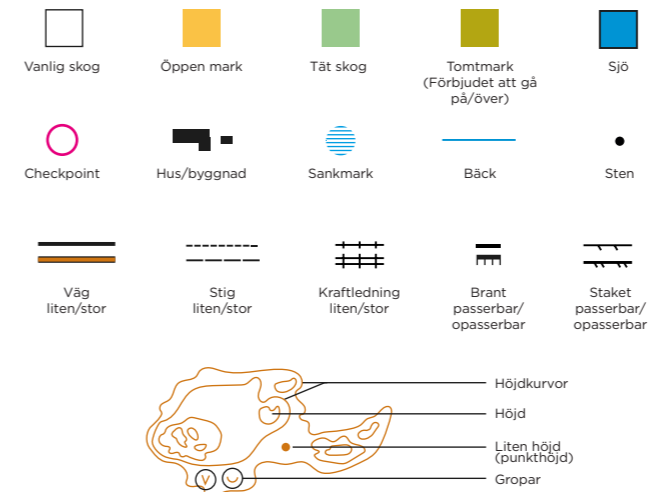 Vanlig skog
Öppen mark
Tät skog
Tomtmark
(Förbjudet att gå
på/över)
Sjö
Checkpoint
Hus/byggnad
Sankmark
Bäck
Sten
Väg
liten/stor
Stig
liten/stor
Kraftledning
liten/stor
Brant
passerbar/
opasserbar
Staket
passerbar/
opasserbar
Höjdkurvor
Höjd
Liten höjd
(punkthöjd)
Gropar